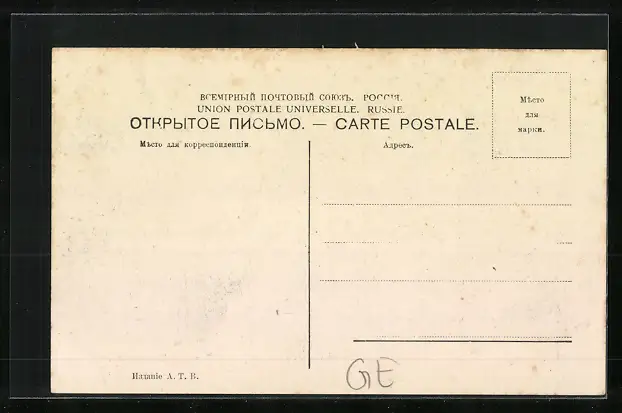 ВСЕМІРНЫЙ ПОЧТОВЫЙ СОЮЗЪ. РОССІЯ.
UNION POSTALE UNIVERSELLE. RUSSIE.
ОТКРЫТОЕ ПИСЬМО. — CARTE POSTALE.
Мѣсто
для
марки.
Мѣсто для корреспонденціи
Адресъ.
Изданіе А. Т. В.
GE